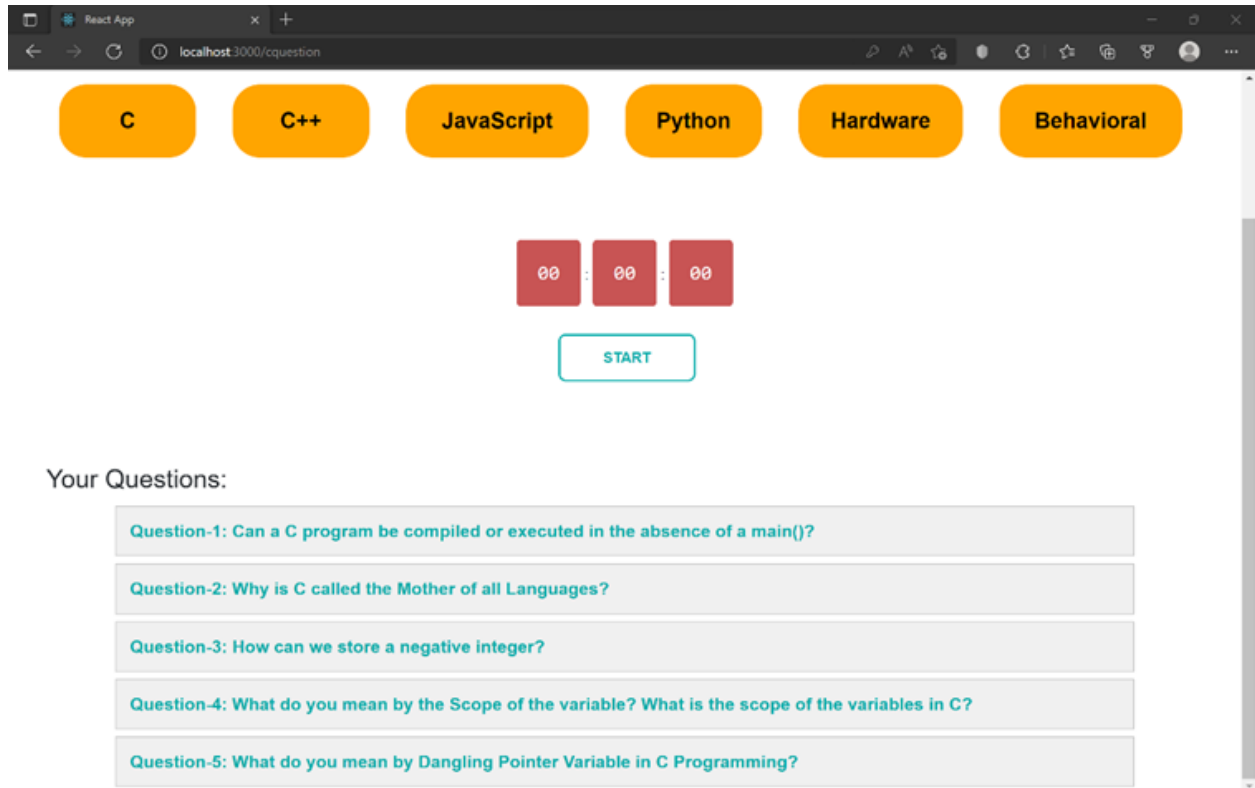 React App
localhost:3000/cquestion
C C++ JavaScript Python Hardware Behavioral
00 : 00 : 00
START
Your Questions:
Question-1: Can a C program be compiled or executed in the absence of a main()?
Question-2: Why is C called the Mother of all Languages?
Question-3: How can we store a negative integer?
Question-4: What do you mean by the Scope of the variable? What is the scope of the variables in C?
Question-5: What do you mean by Dangling Pointer Variable in C Programming?